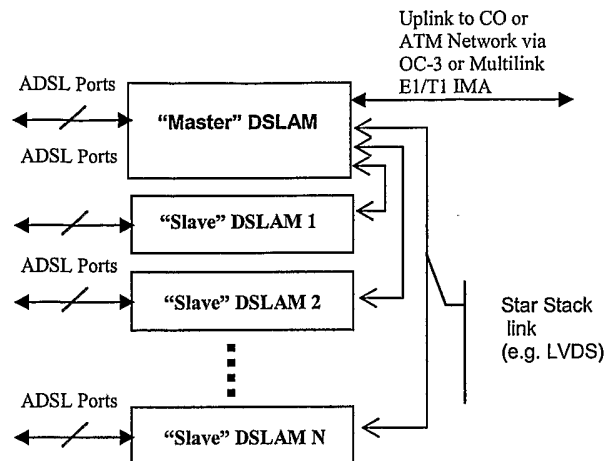 Uplink to CO or
ATM Network via
OC-3 or Multilink
E1/T1 IMA
ADSL Ports
"Master" DSLAM
ADSL Ports
"Slave" DSLAM 1
ADSL Ports
"Slave" DSLAM 2
Star Stack
link
(e.g. LVDS)
ADSL Ports
"Slave" DSLAM N